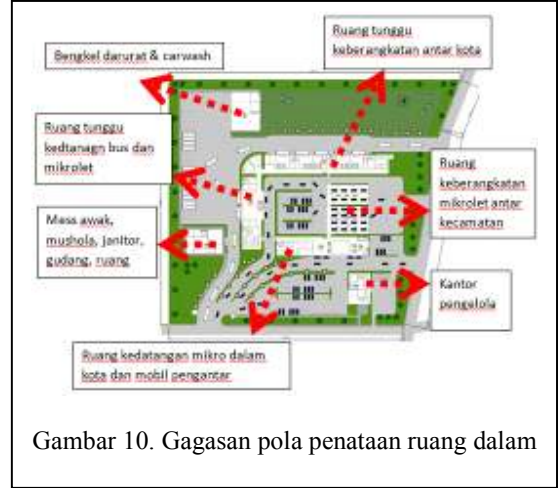 Ruang tunggu
keberangkatan antar kota
Bengkel darurat & carwash
Ruang tunggu
kedtanagn bus dan
mikrolet
Ruang
keberangkatan
mikrolet antar
kecamatan
Mess awak,
mushola, janitor,
gudang, ruang
Kantor
pengelola
Ruang kedatangan mikro dalam
kota dan mobil pengantar
Gambar 10. Gagasan pola penataan ruang dalam